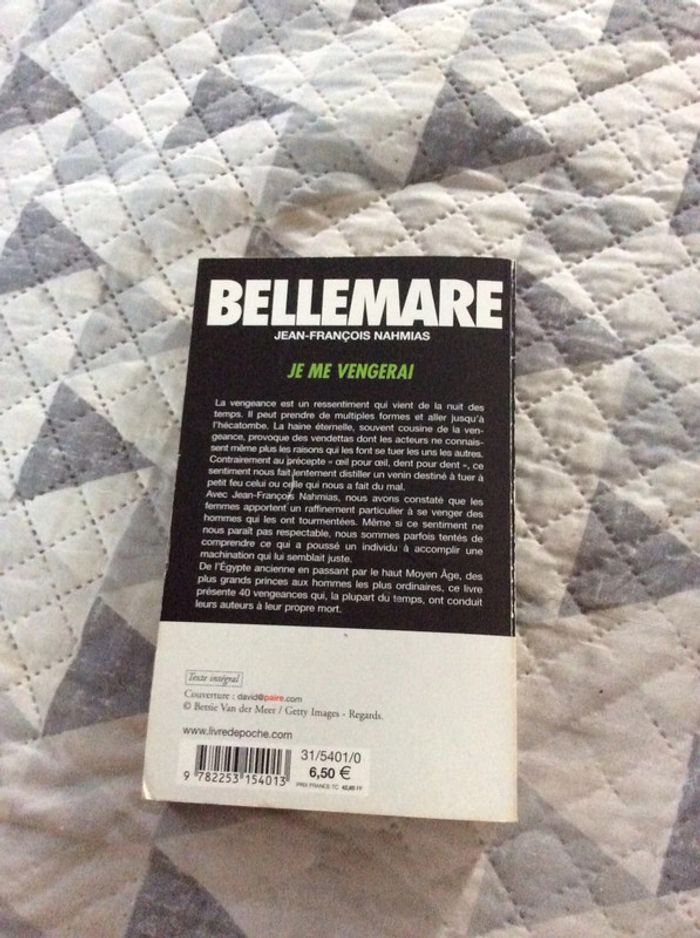 BELLEMARE
JEAN-FRANÇOIS NAHMIAS
JE ME VENGERAI
La vengeance est un ressentiment qui vient de la nuit des
temps. Il peut prendre de multiples formes et aller jusqu'à
l'hécatombe. La haine éternelle, souvent cousine de la ven-
geance, provoque des vendettas dont les acteurs ne connais-
sent même plus les raisons qui les font se tuer les uns les autres.
Contrairement au précepte « œil pour œil, dent pour dent », ce
sentiment nous fait lentement distiller un venin destiné à tuer à
petit feu celui ou celle qui nous a fait du mal.
Avec Jean-François Nahmias, nous avons constaté que les
femmes apportent un raffinement particulier à se venger des
hommes qui les ont tourmentées. Même si ce sentiment ne
nous paraît pas respectable, nous sommes parfois tentés de
comprendre ce qui a poussé un individu à accomplir une
machination qui lui semblait juste.
De l'Égypte ancienne en passant par le haut Moyen Âge, des
plus grands princes aux hommes les plus ordinaires, ce livre
présente 40 vengeances qui, la plupart du temps, ont conduit
leurs auteurs à leur propre mort.
Texte intégral
Couverture : david@paire.com
© Betsie Van der Meer / Getty Images - Regards.
www.livredepoche.com
31/5401/0
6,50 €
PRIX FRANCE TC 42,65 FF
9 782253 154013